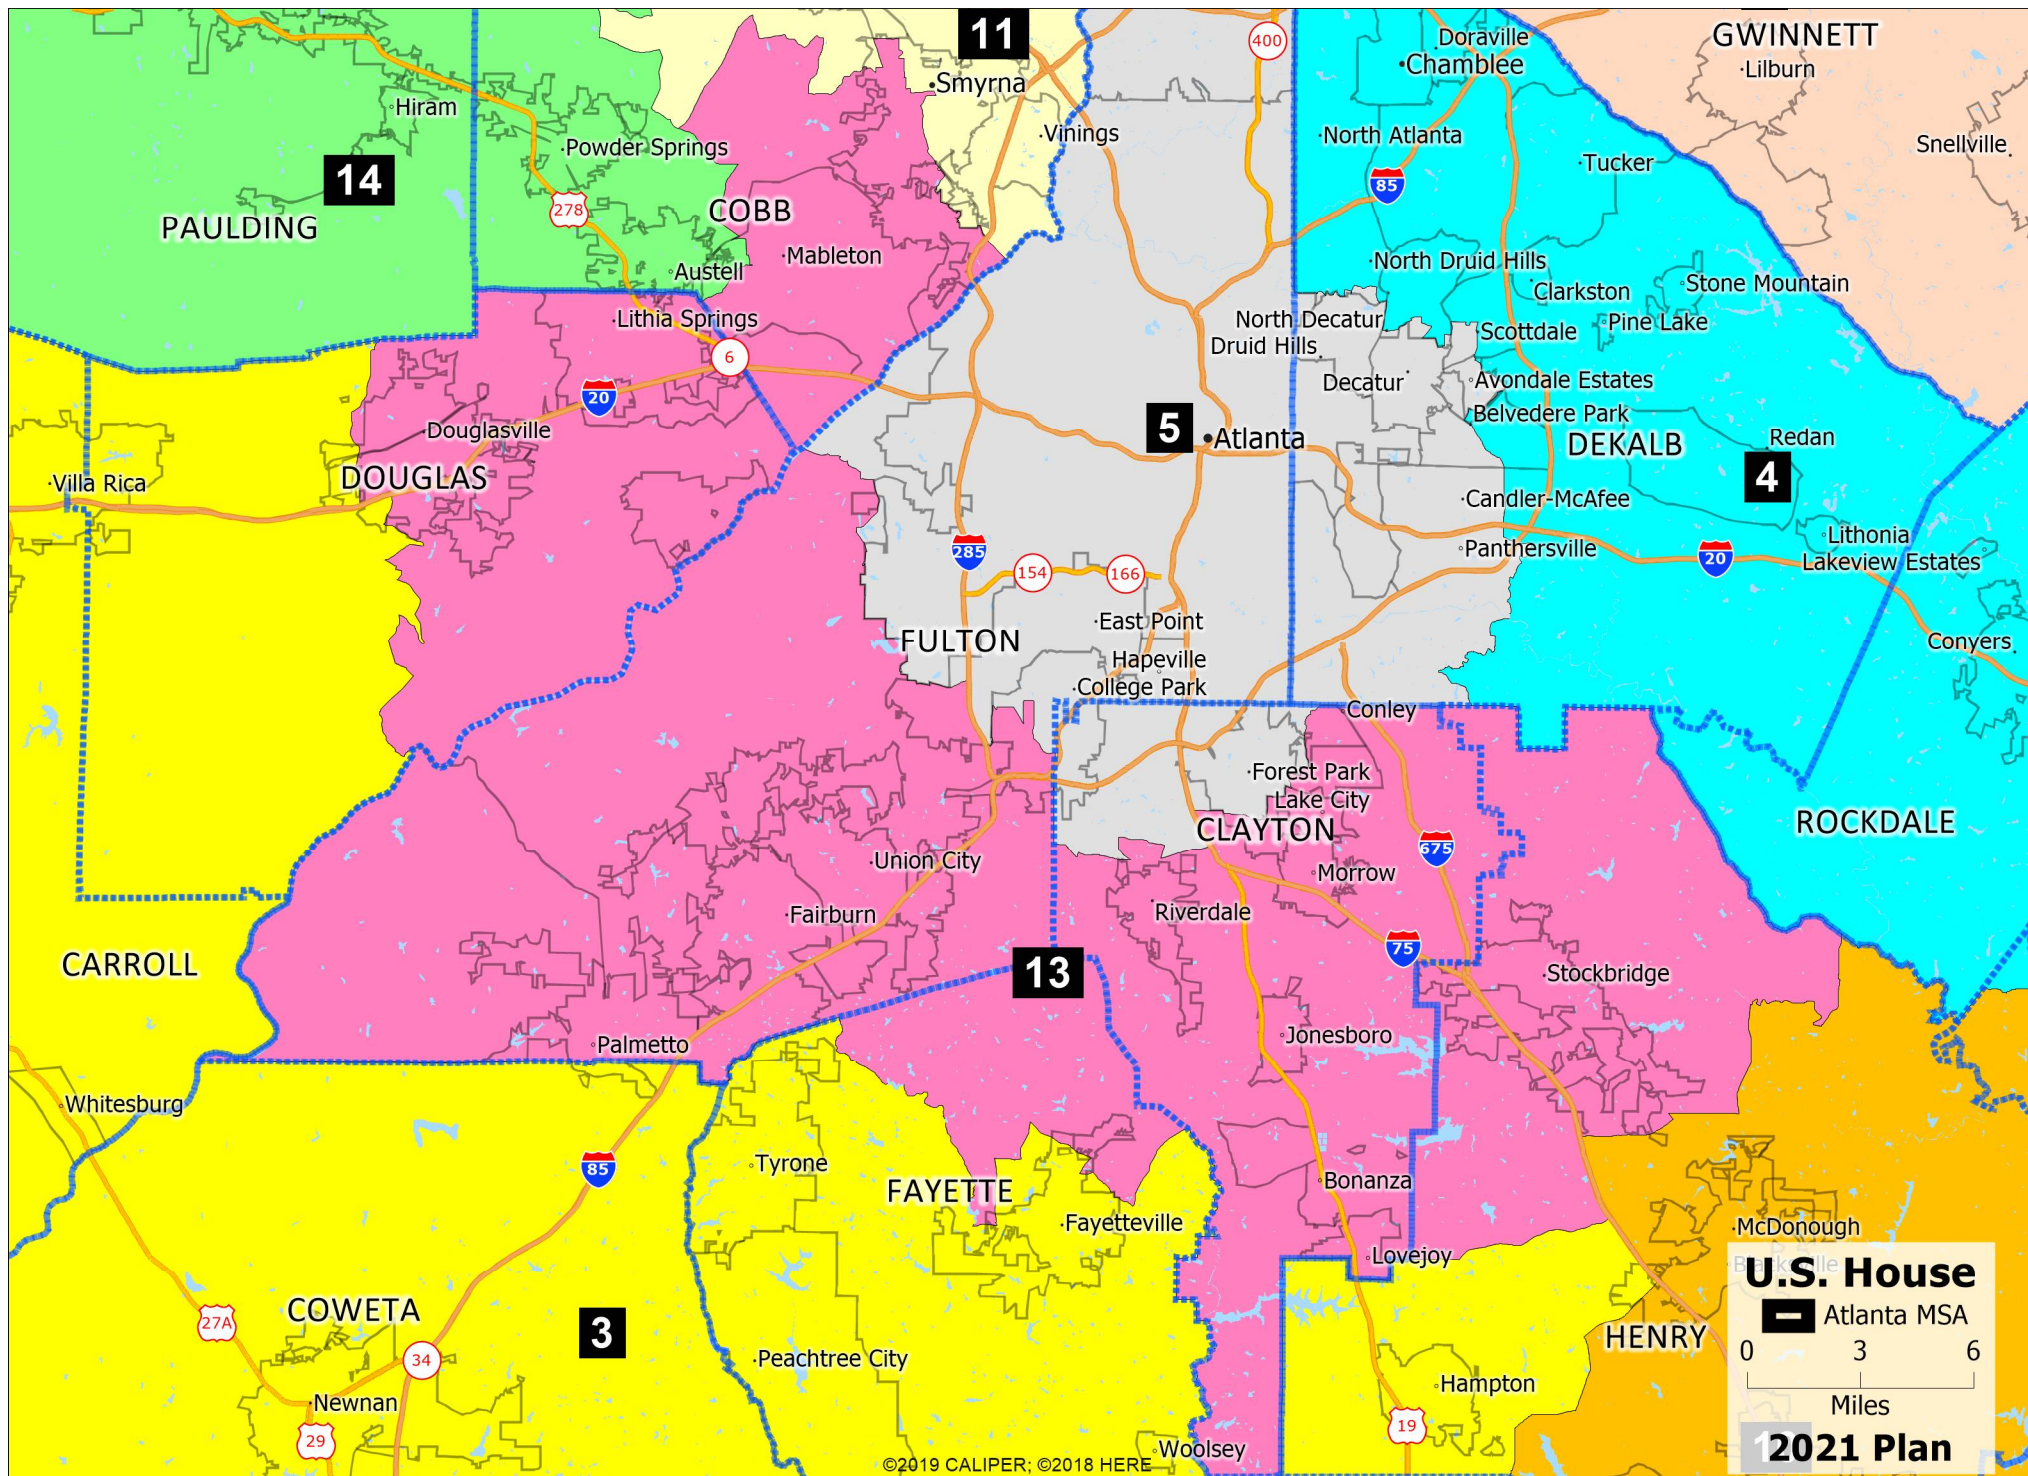 11
400
Doraville
Chamblee
GWINNETT
Lilburn
Smyrna
Hiram
Vinings
North Atlanta
Snellville
Powder Springs
Tucker
14
85
278
COBB
PAULDING
Mableton
Austell
North Druid Hills
Clarkston
Stone Mountain
Lithia Springs
North Decatur
Pine Lake
Scottdale
Druid Hills
6
20
Decatur
Avondale Estates
Belvedere Park
Douglasville
5
Atlanta
DEKALB
Redan
DOUGLAS
4
Villa Rica
Candler-McAfee
Lithonia
285
Panthersville
20
Lakeview Estates
154
166
East Point
FULTON
Conyers
Hapeville
College Park
Conley
Forest Park
Lake City
CLAYTON
ROCKDALE
675
Union City
Morrow
Fairburn
Riverdale
75
CARROLL
13
Stockbridge
Jonesboro
Palmetto
Whitesburg
85
Tyrone
FAYETTE
Bonanza
Fayetteville
McDonough
Lovejoy
U.S. House
COWETA
27A
Atlanta MSA
3
HENRY
0 3 6
34
Peachtree City
Hampton
Newnan
Miles
29
19
Woolsey
2021 Plan
©2019 CALIPER; ©2018 HERE